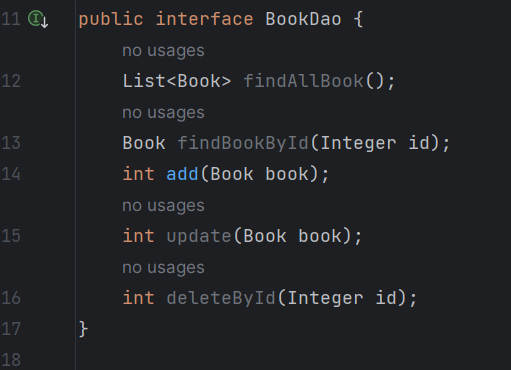 11 public interface BookDao {
no usages
12 List<Book> findAllBook();
no usages
13 Book findBookById(Integer id);
14 int add(Book book);
no usages
15 int update(Book book);
no usages
16 int deleteById(Integer id);
17 }
18